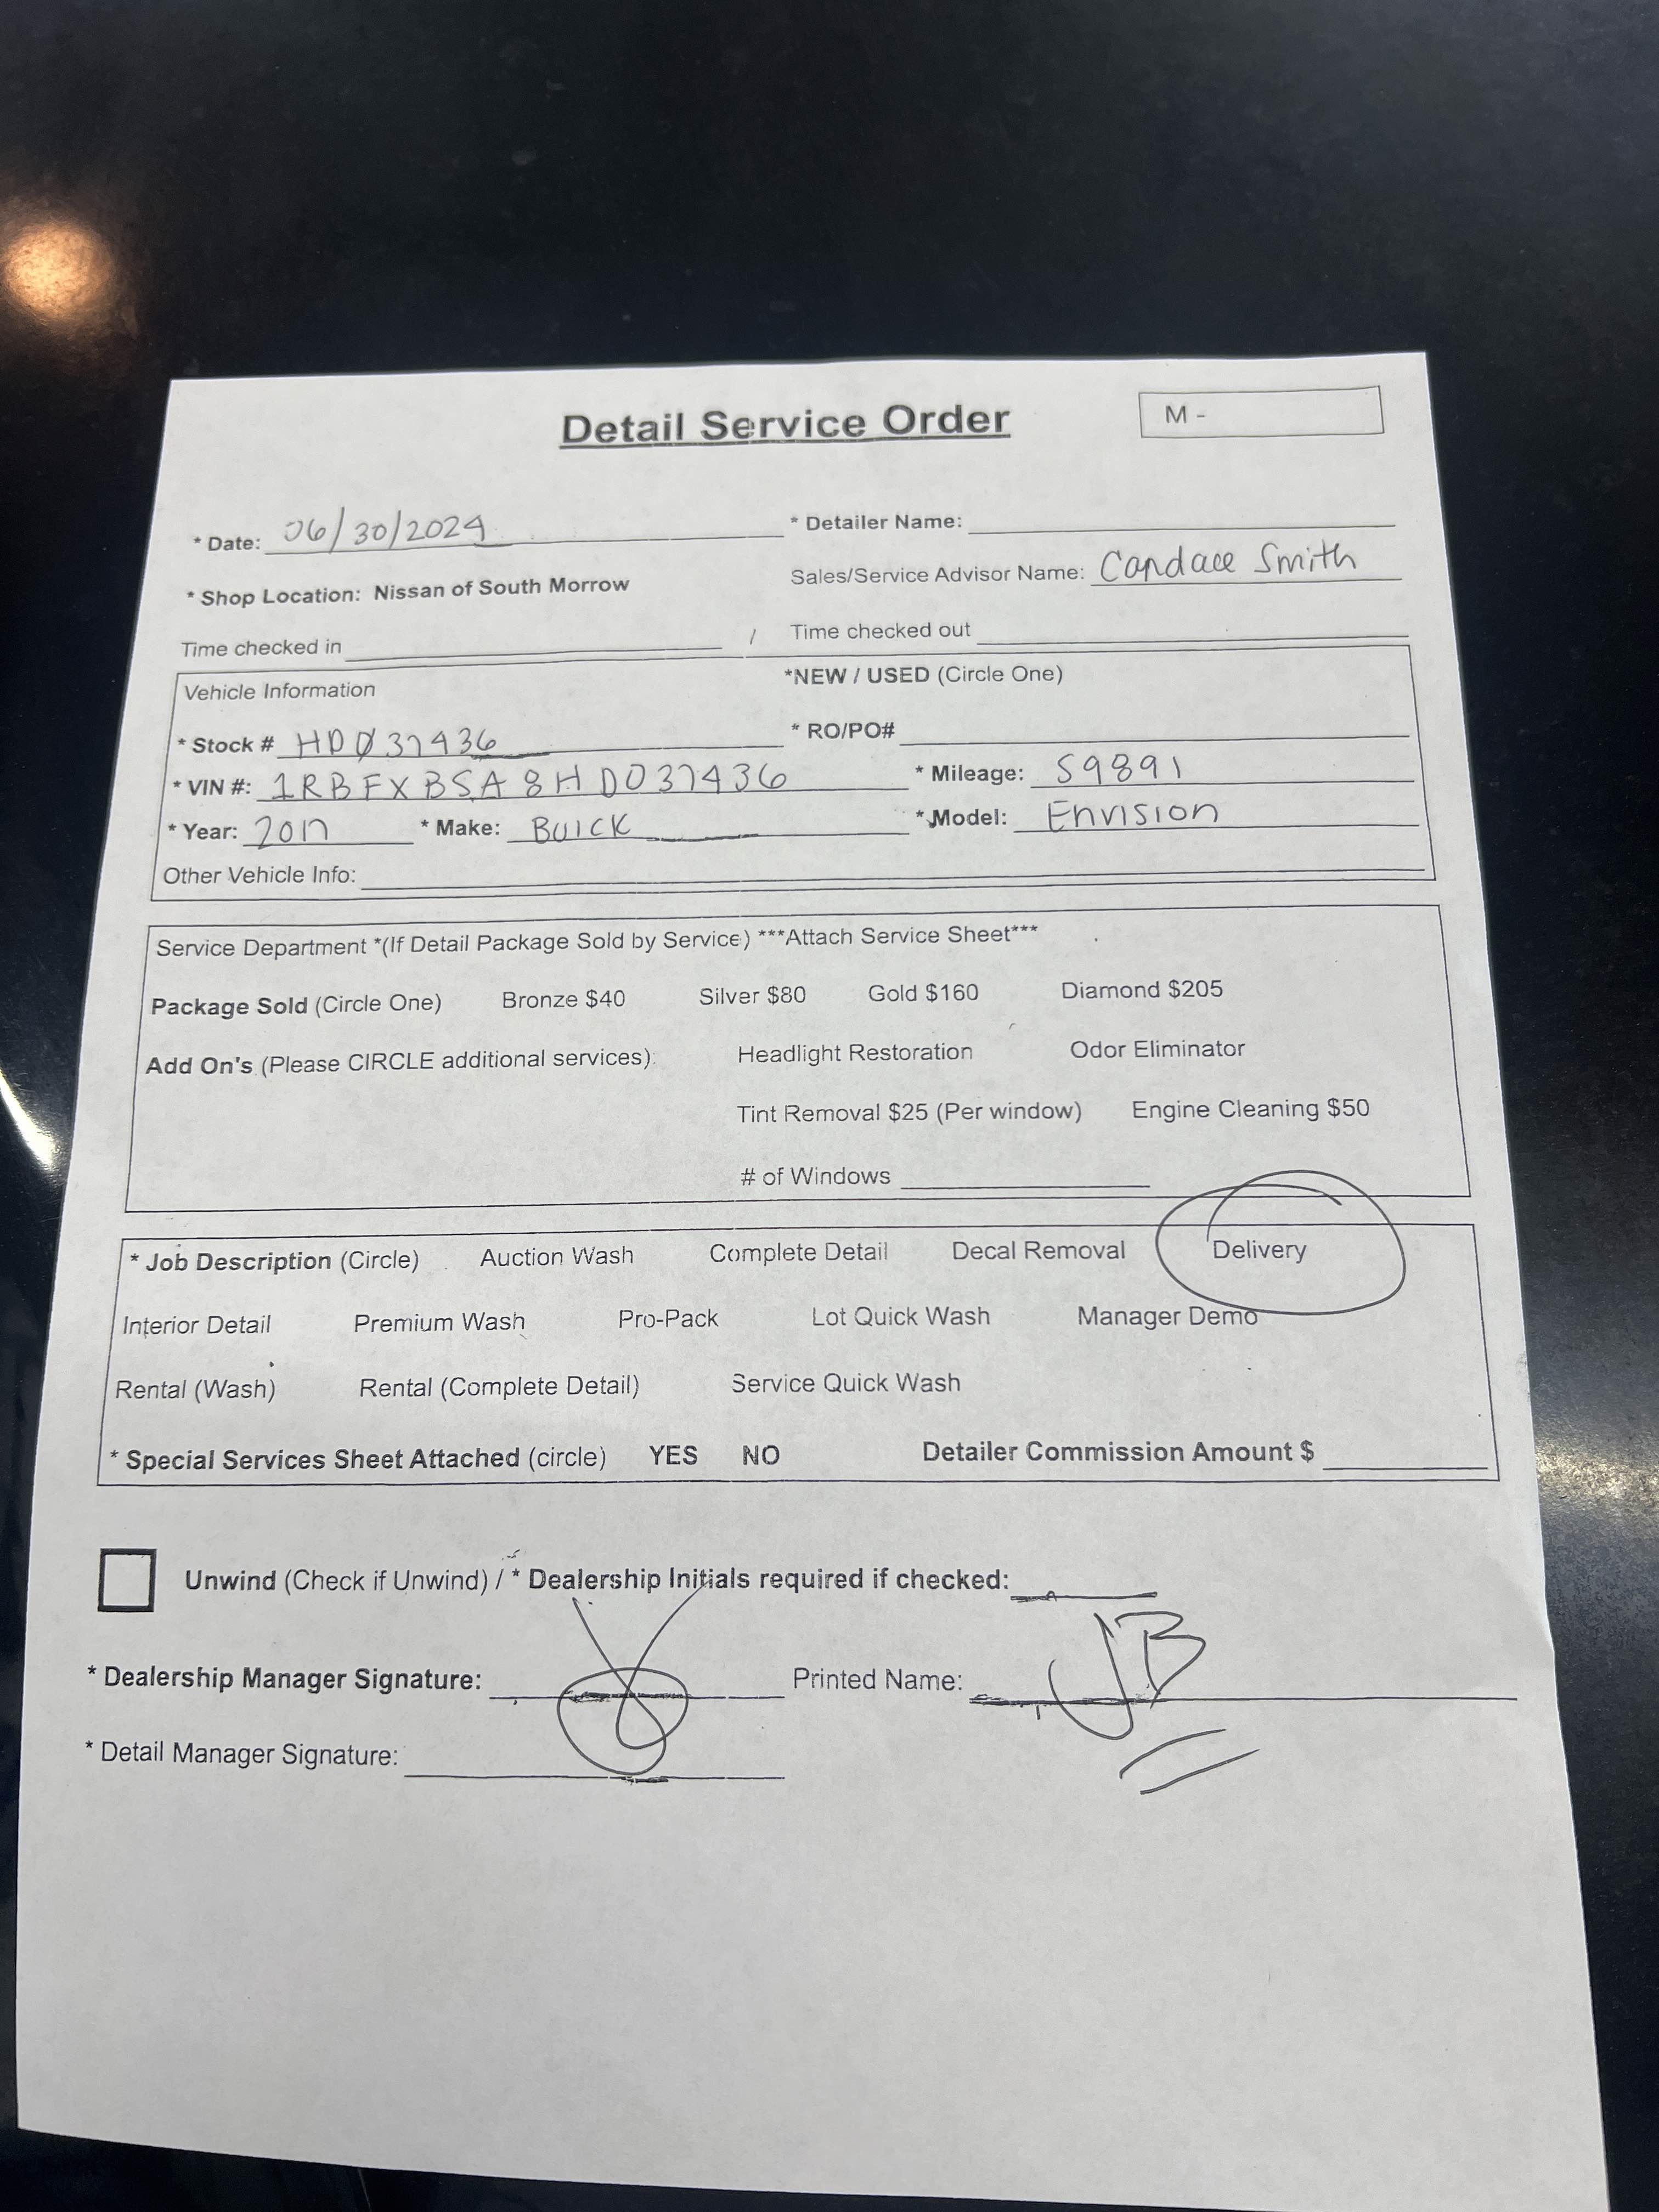 Detail Service Order
M -
* Date: 06/30/2024 * Detailer Name:
* Shop Location: Nissan of South Morrow Sales/Service Advisor Name: Candace Smith
Time checked in / Time checked out
Vehicle Information *NEW / USED (Circle One)
* Stock # HD037436 * RO/PO#
* VIN #: 1RBFXBSA8HD037436 * Mileage: 59891
* Year: 2017 * Make: BUICK * Model: Envision
Other Vehicle Info:
Service Department *(If Detail Package Sold by Service) ***Attach Service Sheet***
Package Sold (Circle One) Bronze $40 Silver $80 Gold $160 Diamond $205
Add On's (Please CIRCLE additional services): Headlight Restoration Odor Eliminator
Tint Removal $25 (Per window) Engine Cleaning $50
# of Windows
* Job Description (Circle) Auction Wash Complete Detail Decal Removal Delivery
Interior Detail Premium Wash Pro-Pack Lot Quick Wash Manager Demo
Rental (Wash) Rental (Complete Detail) Service Quick Wash
* Special Services Sheet Attached (circle) YES NO Detailer Commission Amount $
Unwind (Check if Unwind) / * Dealership Initials required if checked:
* Dealership Manager Signature: Printed Name: JB
* Detail Manager Signature: